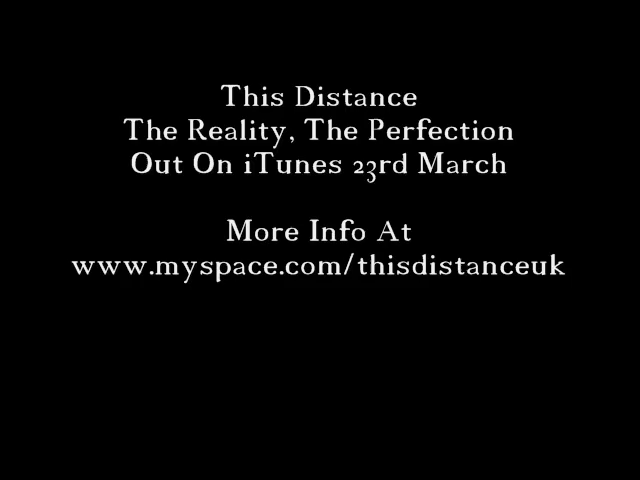 This Distance
The Reality, The Perfection
Out On iTunes 23rd March
More Info At
www.myspace.com/thisdistanceuk